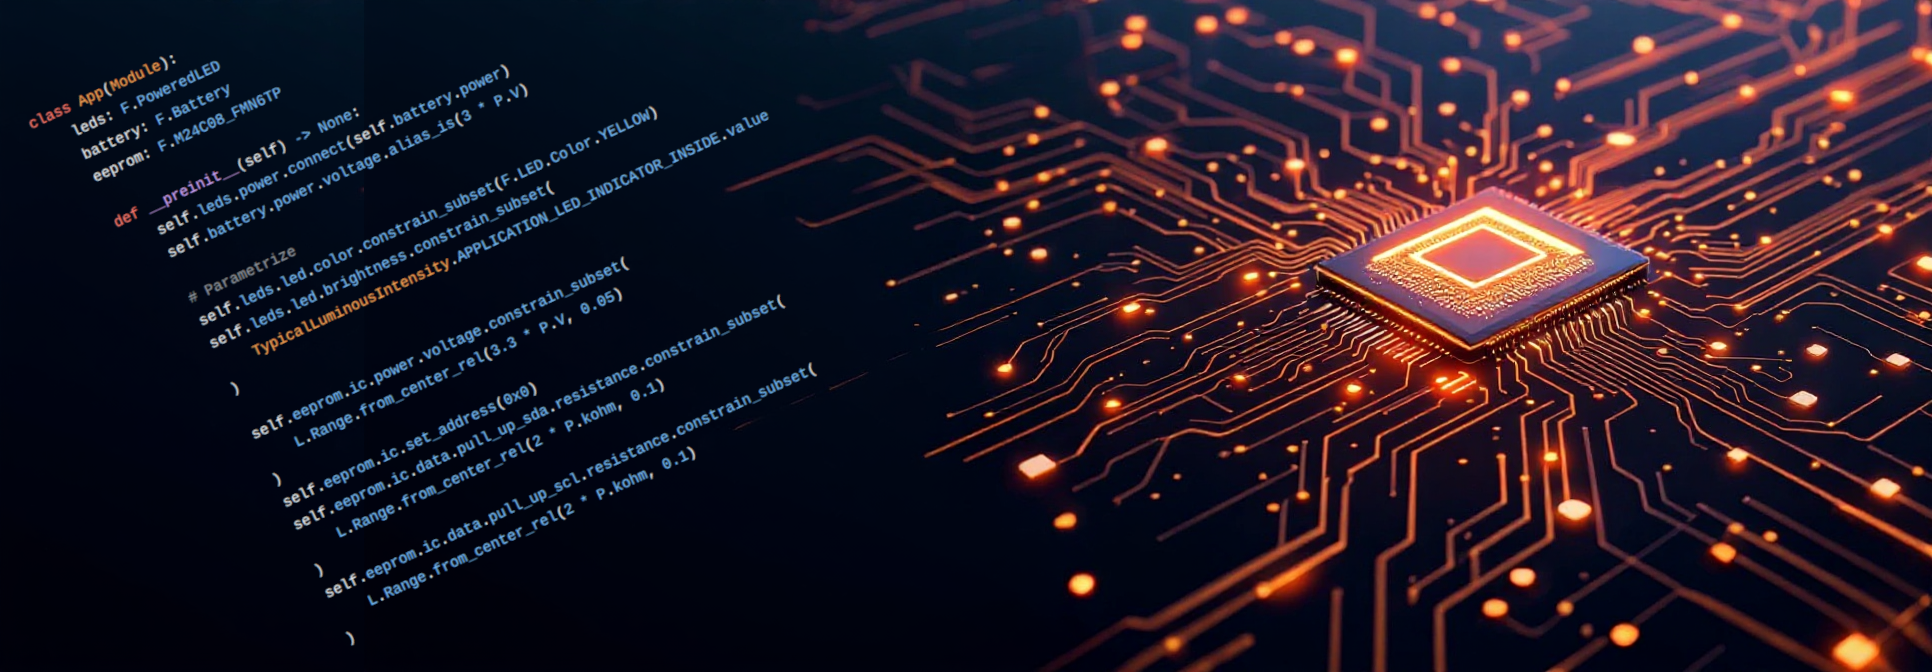 class App(Module):
leds: F.PoweredLED
battery: F.Battery
eeprom: F.M24C08_FMN6TP
def __preinit__(self) -> None:
self.leds.power.connect(self.battery.power)
self.battery.power.voltage.alias_is(3 * P.V)
# Parametrize
self.leds.led.color.constrain_subset(F.LED.Color.YELLOW)
self.leds.led.brightness.constrain_subset(
TypicalLuminousIntensity.APPLICATION_LED_INDICATOR_INSIDE.value
)
self.eeprom.ic.power.voltage.constrain_subset(
L.Range.from_center_rel(3.3 * P.V, 0.05)
)
self.eeprom.ic.set_address(0x0)
self.eeprom.ic.data.pull_up_sda.resistance.constrain_subset(
L.Range.from_center_rel(2 * P.kohm, 0.1)
)
self.eeprom.ic.data.pull_up_scl.resistance.constrain_subset(
L.Range.from_center_rel(2 * P.kohm, 0.1)
)